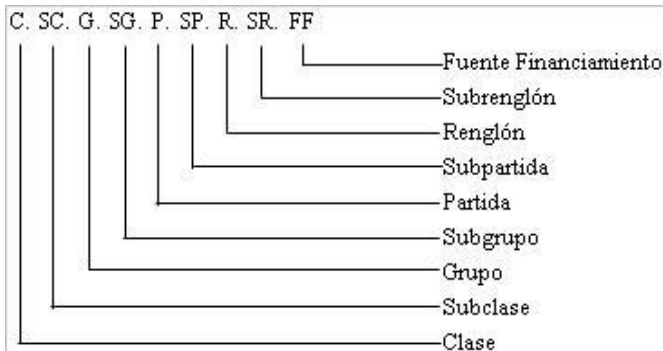 C. SC. G. SG. P. SP. R. SR. FF
Fuente Financiamiento
Subrenglón
Renglón
Subpartida
Partida
Subgrupo
Grupo
Subclase
Clase